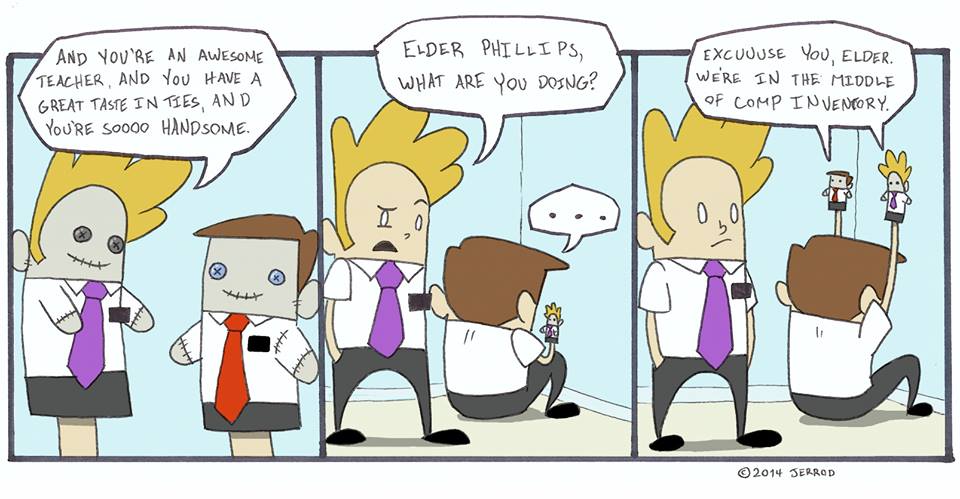 AND YOU'RE AN AWESOME
TEACHER, AND YOU HAVE A
GREAT TASTE IN TIES, AND
YOU'RE SOOOO HANDSOME.
ELDER PHILLIPS,
WHAT ARE YOU DOING?
...
EXCUUUSE YOU, ELDER.
WE'RE IN THE MIDDLE
OF COMP INVENTORY.
©2014 JERROD